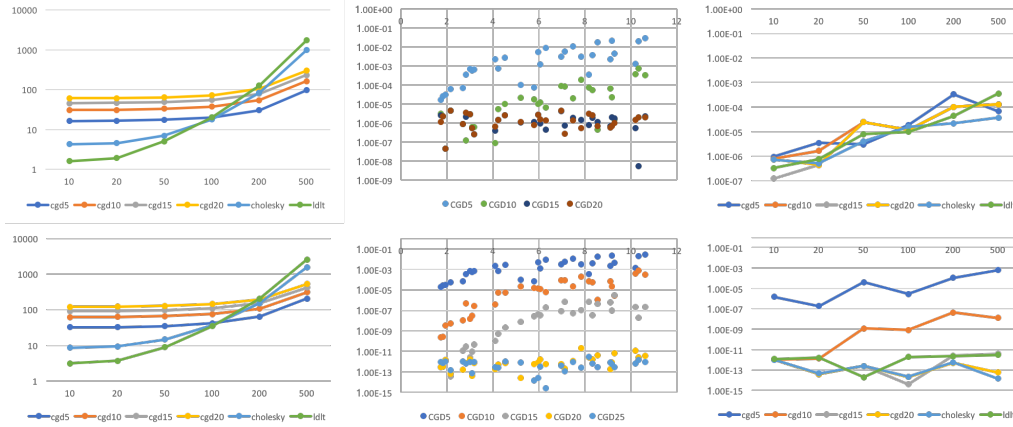 10000
1000
100
10
1
10 20 50 100 200 500
cgd5 cgd10 cgd15 cgd20 cholesky ldlt
1.00E+00
1.00E-01
1.00E-02
1.00E-03
1.00E-04
1.00E-05
1.00E-06
1.00E-07
1.00E-08
1.00E-09
0 2 4 6 8 10 12
CGD5 CGD10 CGD15 CGD20
1.00E+00
1.00E-01
1.00E-02
1.00E-03
1.00E-04
1.00E-05
1.00E-06
1.00E-07
10 20 50 100 200 500
cgd5 cgd10 cgd15 cgd20 cholesky ldlt
10000
1000
100
10
1
10 20 50 100 200 500
cgd5 cgd10 cgd15 cgd20 cholesky ldlt
1.00E-01
1.00E-03
1.00E-05
1.00E-07
1.00E-09
1.00E-11
1.00E-13
1.00E-15
0 2 4 6 8 10 12
CGD5 CGD10 CGD15 CGD20 CGD25
1.00E-01
1.00E-03
1.00E-05
1.00E-07
1.00E-09
1.00E-11
1.00E-13
1.00E-15
10 20 50 100 200 500
cgd5 cgd10 cgd15 cgd20 cholesky ldlt